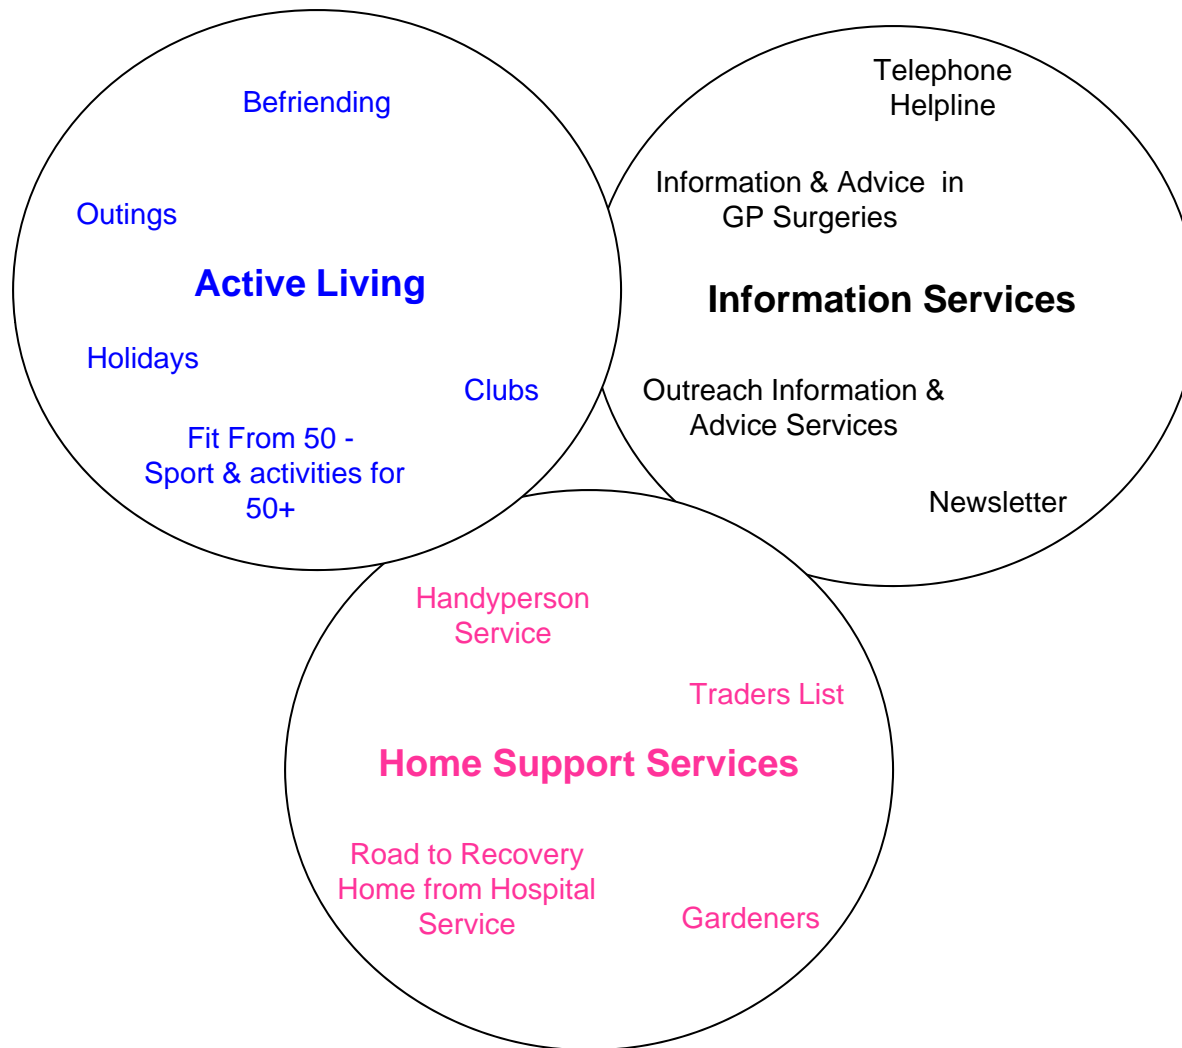 Befriending
Outings
Active Living
Holidays
Clubs
Fit From 50 -
Sport & activities for
50+
Telephone
Helpline
Information & Advice  in
GP Surgeries
Information Services
Outreach Information &
Advice Services
Newsletter
Handyperson
Service
Traders List
Home Support Services
Road to Recovery
Home from Hospital
Service
Gardeners